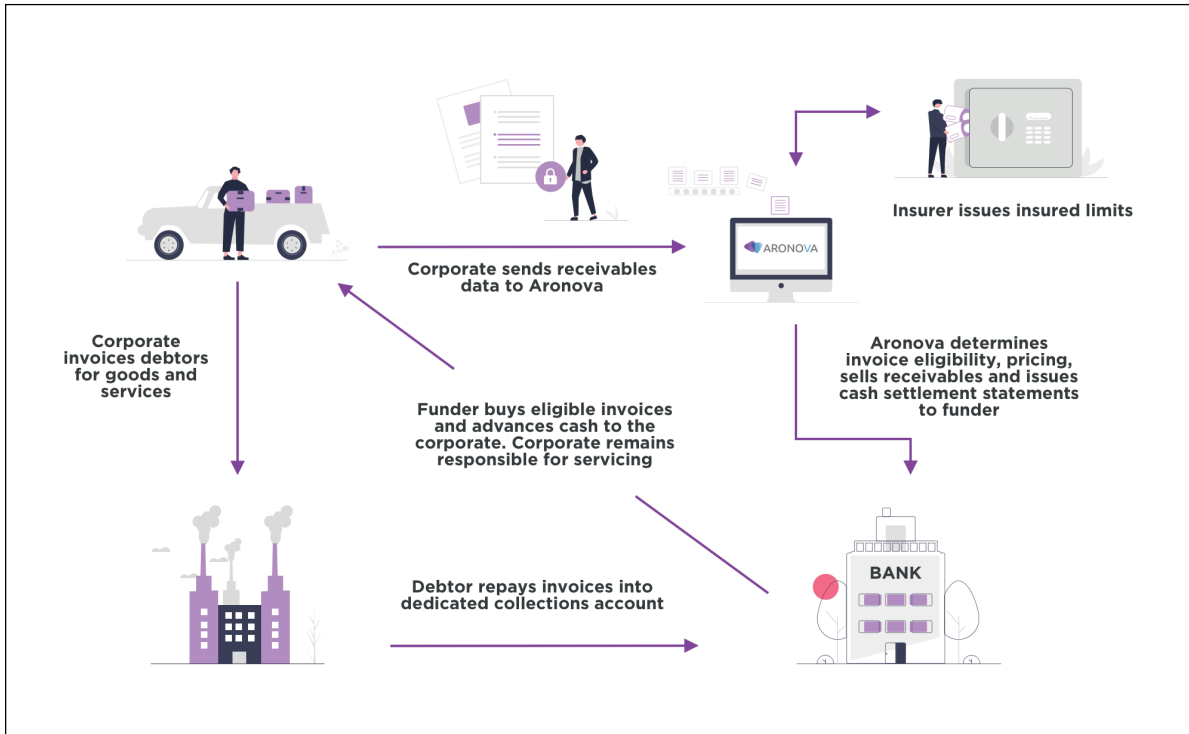 Insurer issues insured limits
ARONOVA
Corporate sends receivables
data to Aronova
Corporate
invoices debtors
for goods and
services
Aronova determines
invoice eligibility, pricing,
sells receivables and issues
cash settlement statements
to funder
Funder buys eligible invoices
and advances cash to the
corporate. Corporate remains
responsible for servicing
BANK
Debtor repays invoices into
dedicated collections account